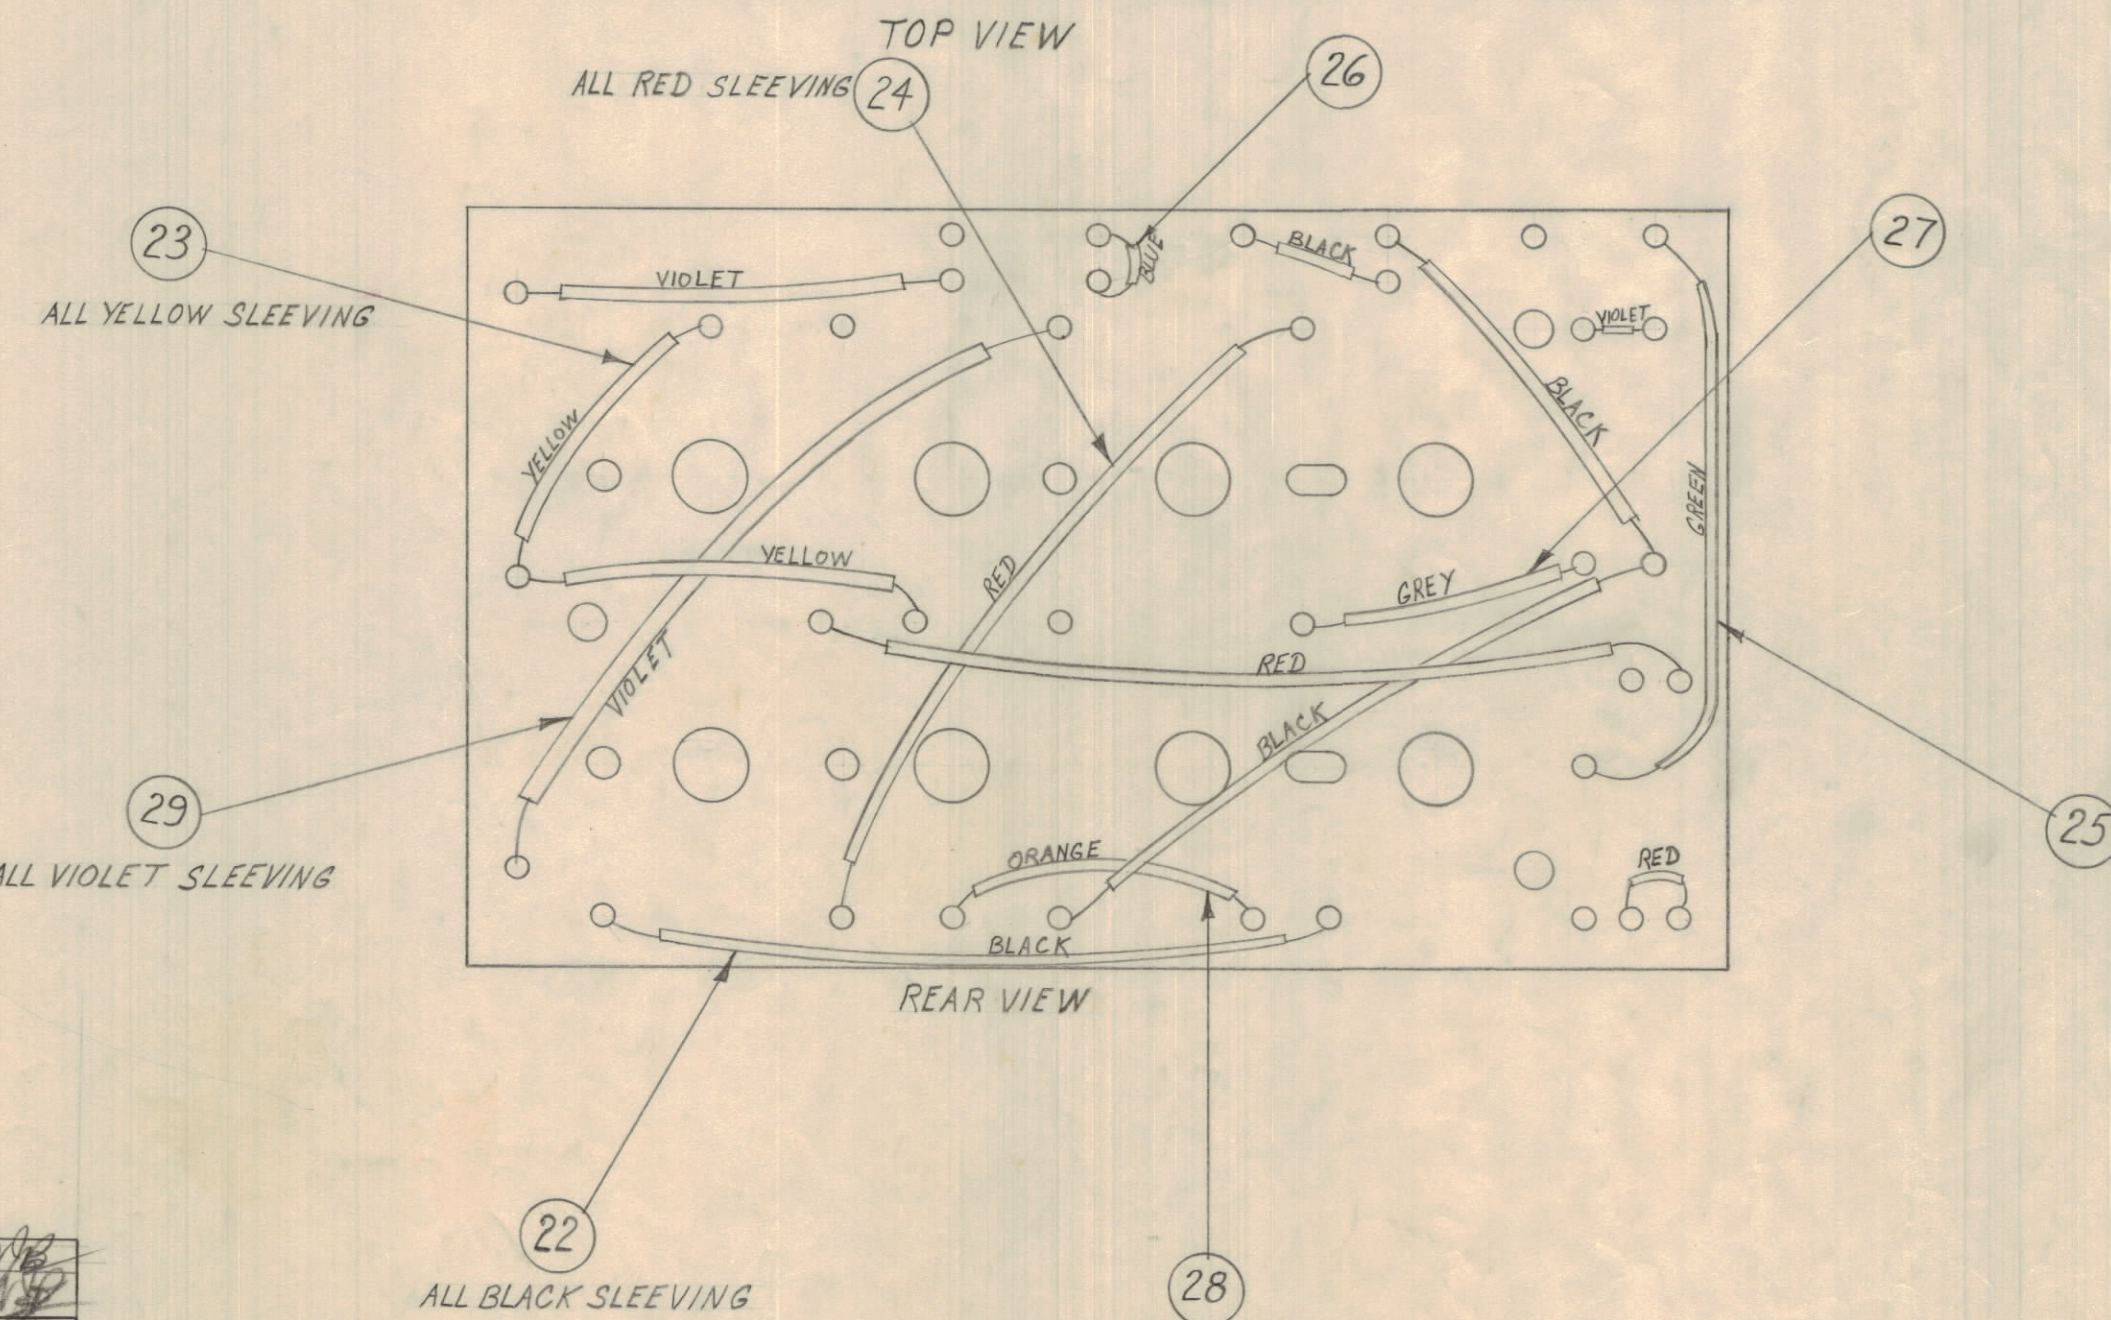 TOP VIEW
ALL RED SLEEVING 24
26
23
ALL YELLOW SLEEVING
27
VIOLET
BLUE
BLACK
VIOLET
BLACK
YELLOW
GREEN
YELLOW
RED
GREY
VIOLET
RED
BLACK
29
ALL VIOLET SLEEVING
25
ORANGE
RED
BLACK
REAR VIEW
22
ALL BLACK SLEEVING
28